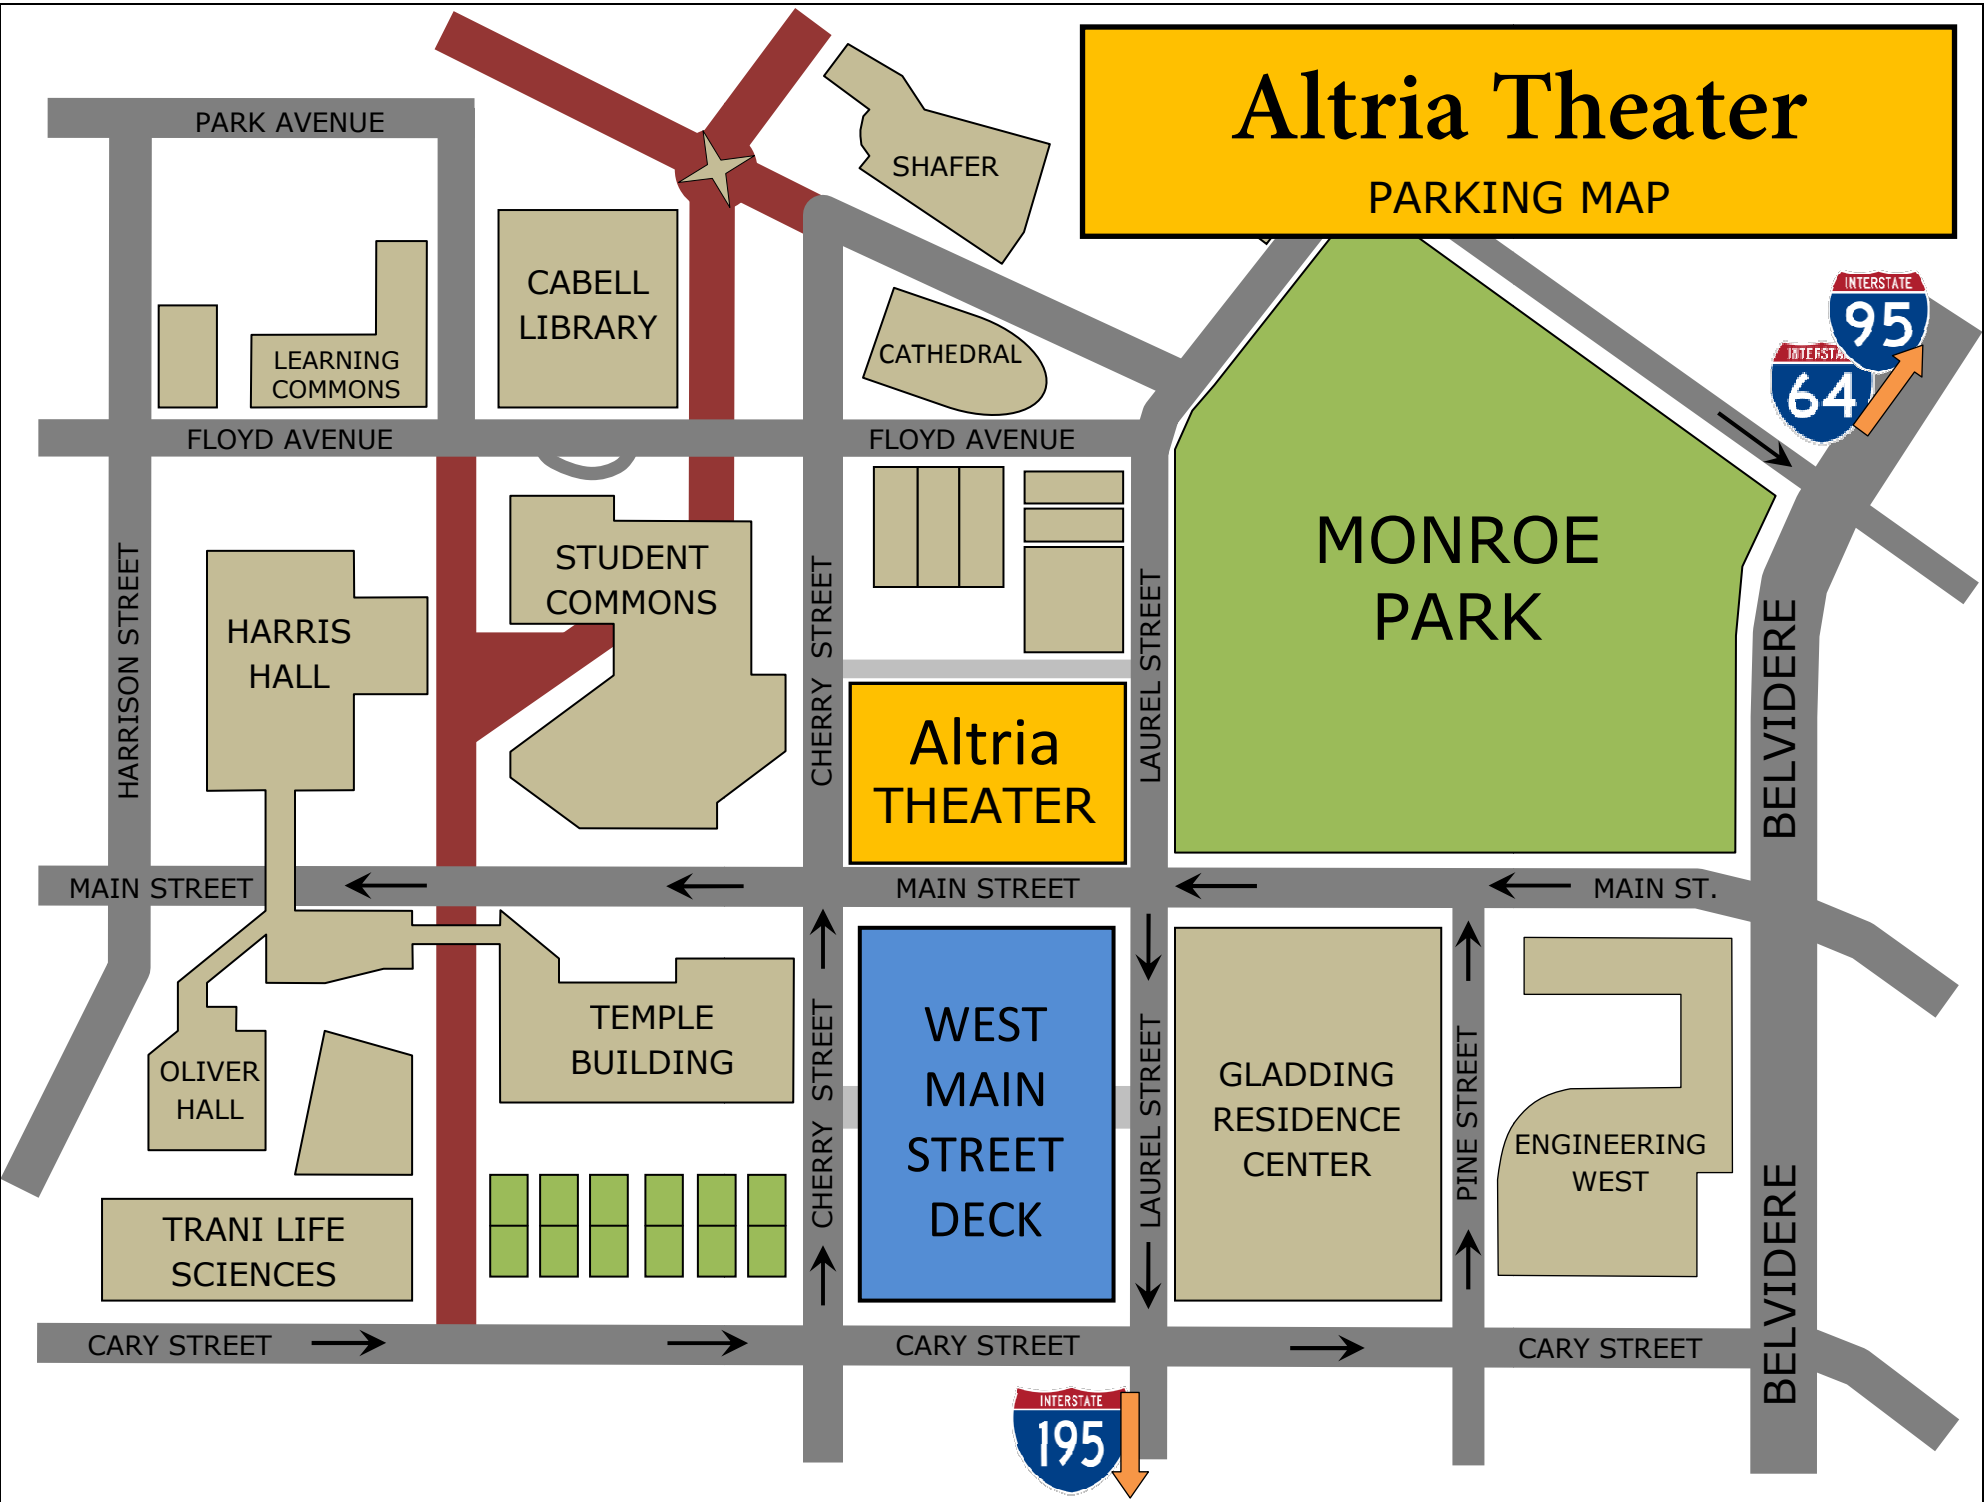 Altria Theater
PARKING MAP
PARK AVENUE
SHAFER
CABELL
LIBRARY
INTERSTATE
95
64
LEARNING
COMMONS
CATHEDRAL
FLOYD AVENUE
FLOYD AVENUE
HARRISON STREET
HARRIS
HALL
STUDENT
COMMONS
CHERRY STREET
LAUREL STREET
MONROE
PARK
BELVIDERE
Altria
THEATER
MAIN STREET
MAIN STREET
MAIN ST.
OLIVER
HALL
TEMPLE
BUILDING
CHERRY STREET
WEST
MAIN
STREET
DECK
LAUREL STREET
GLADDING
RESIDENCE
CENTER
PINE STREET
ENGINEERING
WEST
BELVIDERE
TRANI LIFE
SCIENCES
CARY STREET
CARY STREET
CARY STREET
INTERSTATE
195